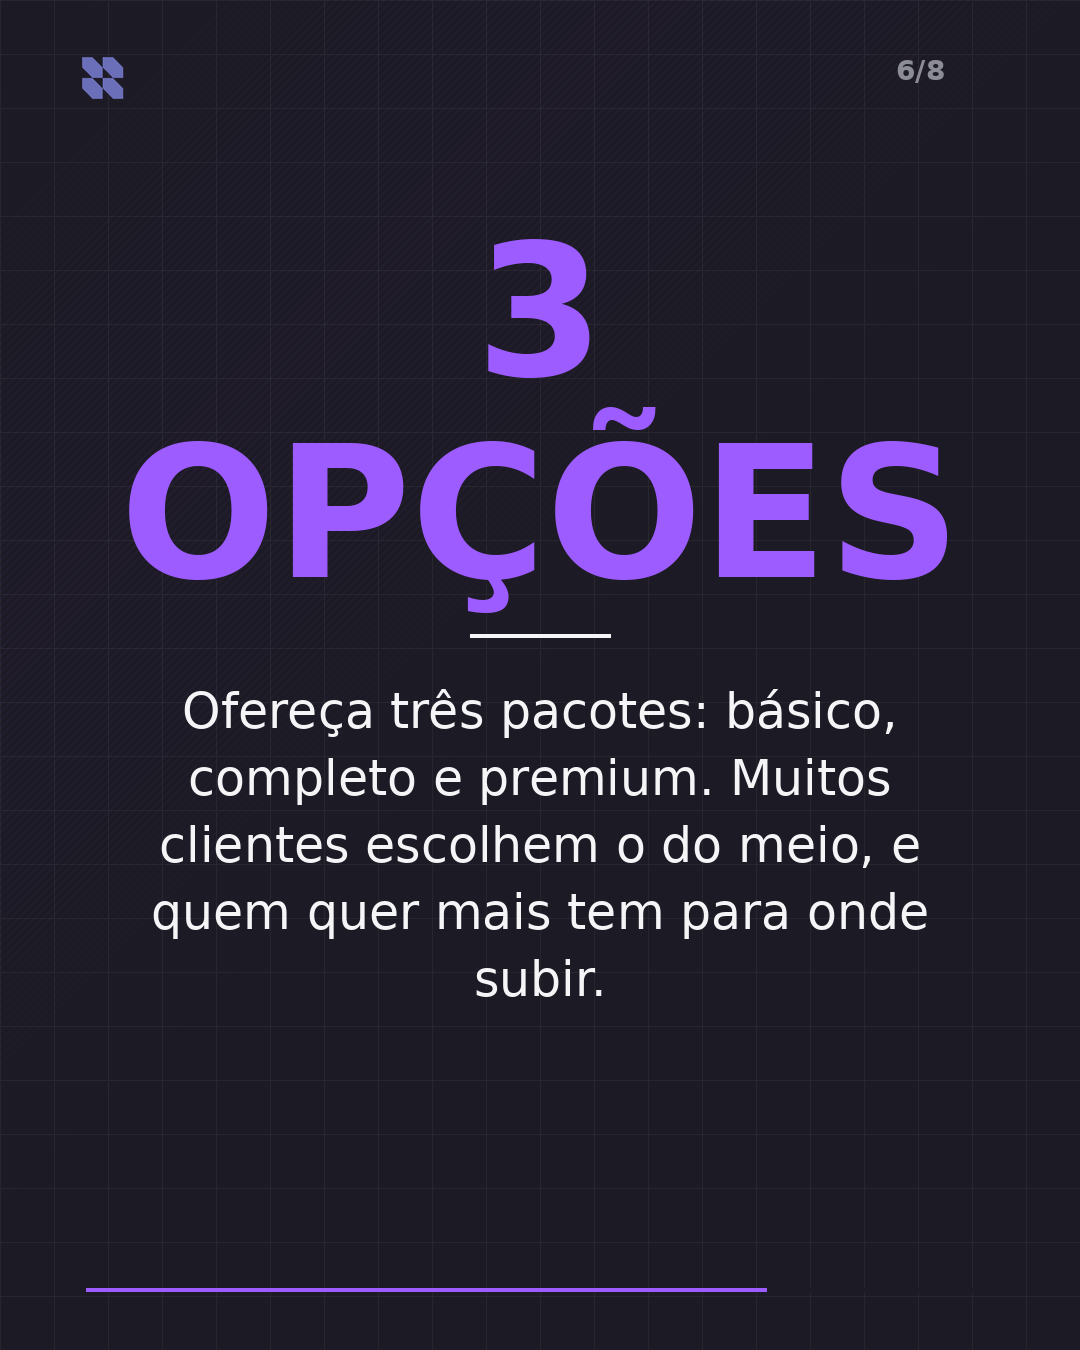 6/8
3
OPÇÕES
Ofereça três pacotes: básico,
completo e premium. Muitos
clientes escolhem o do meio, e
quem quer mais tem para onde
subir.